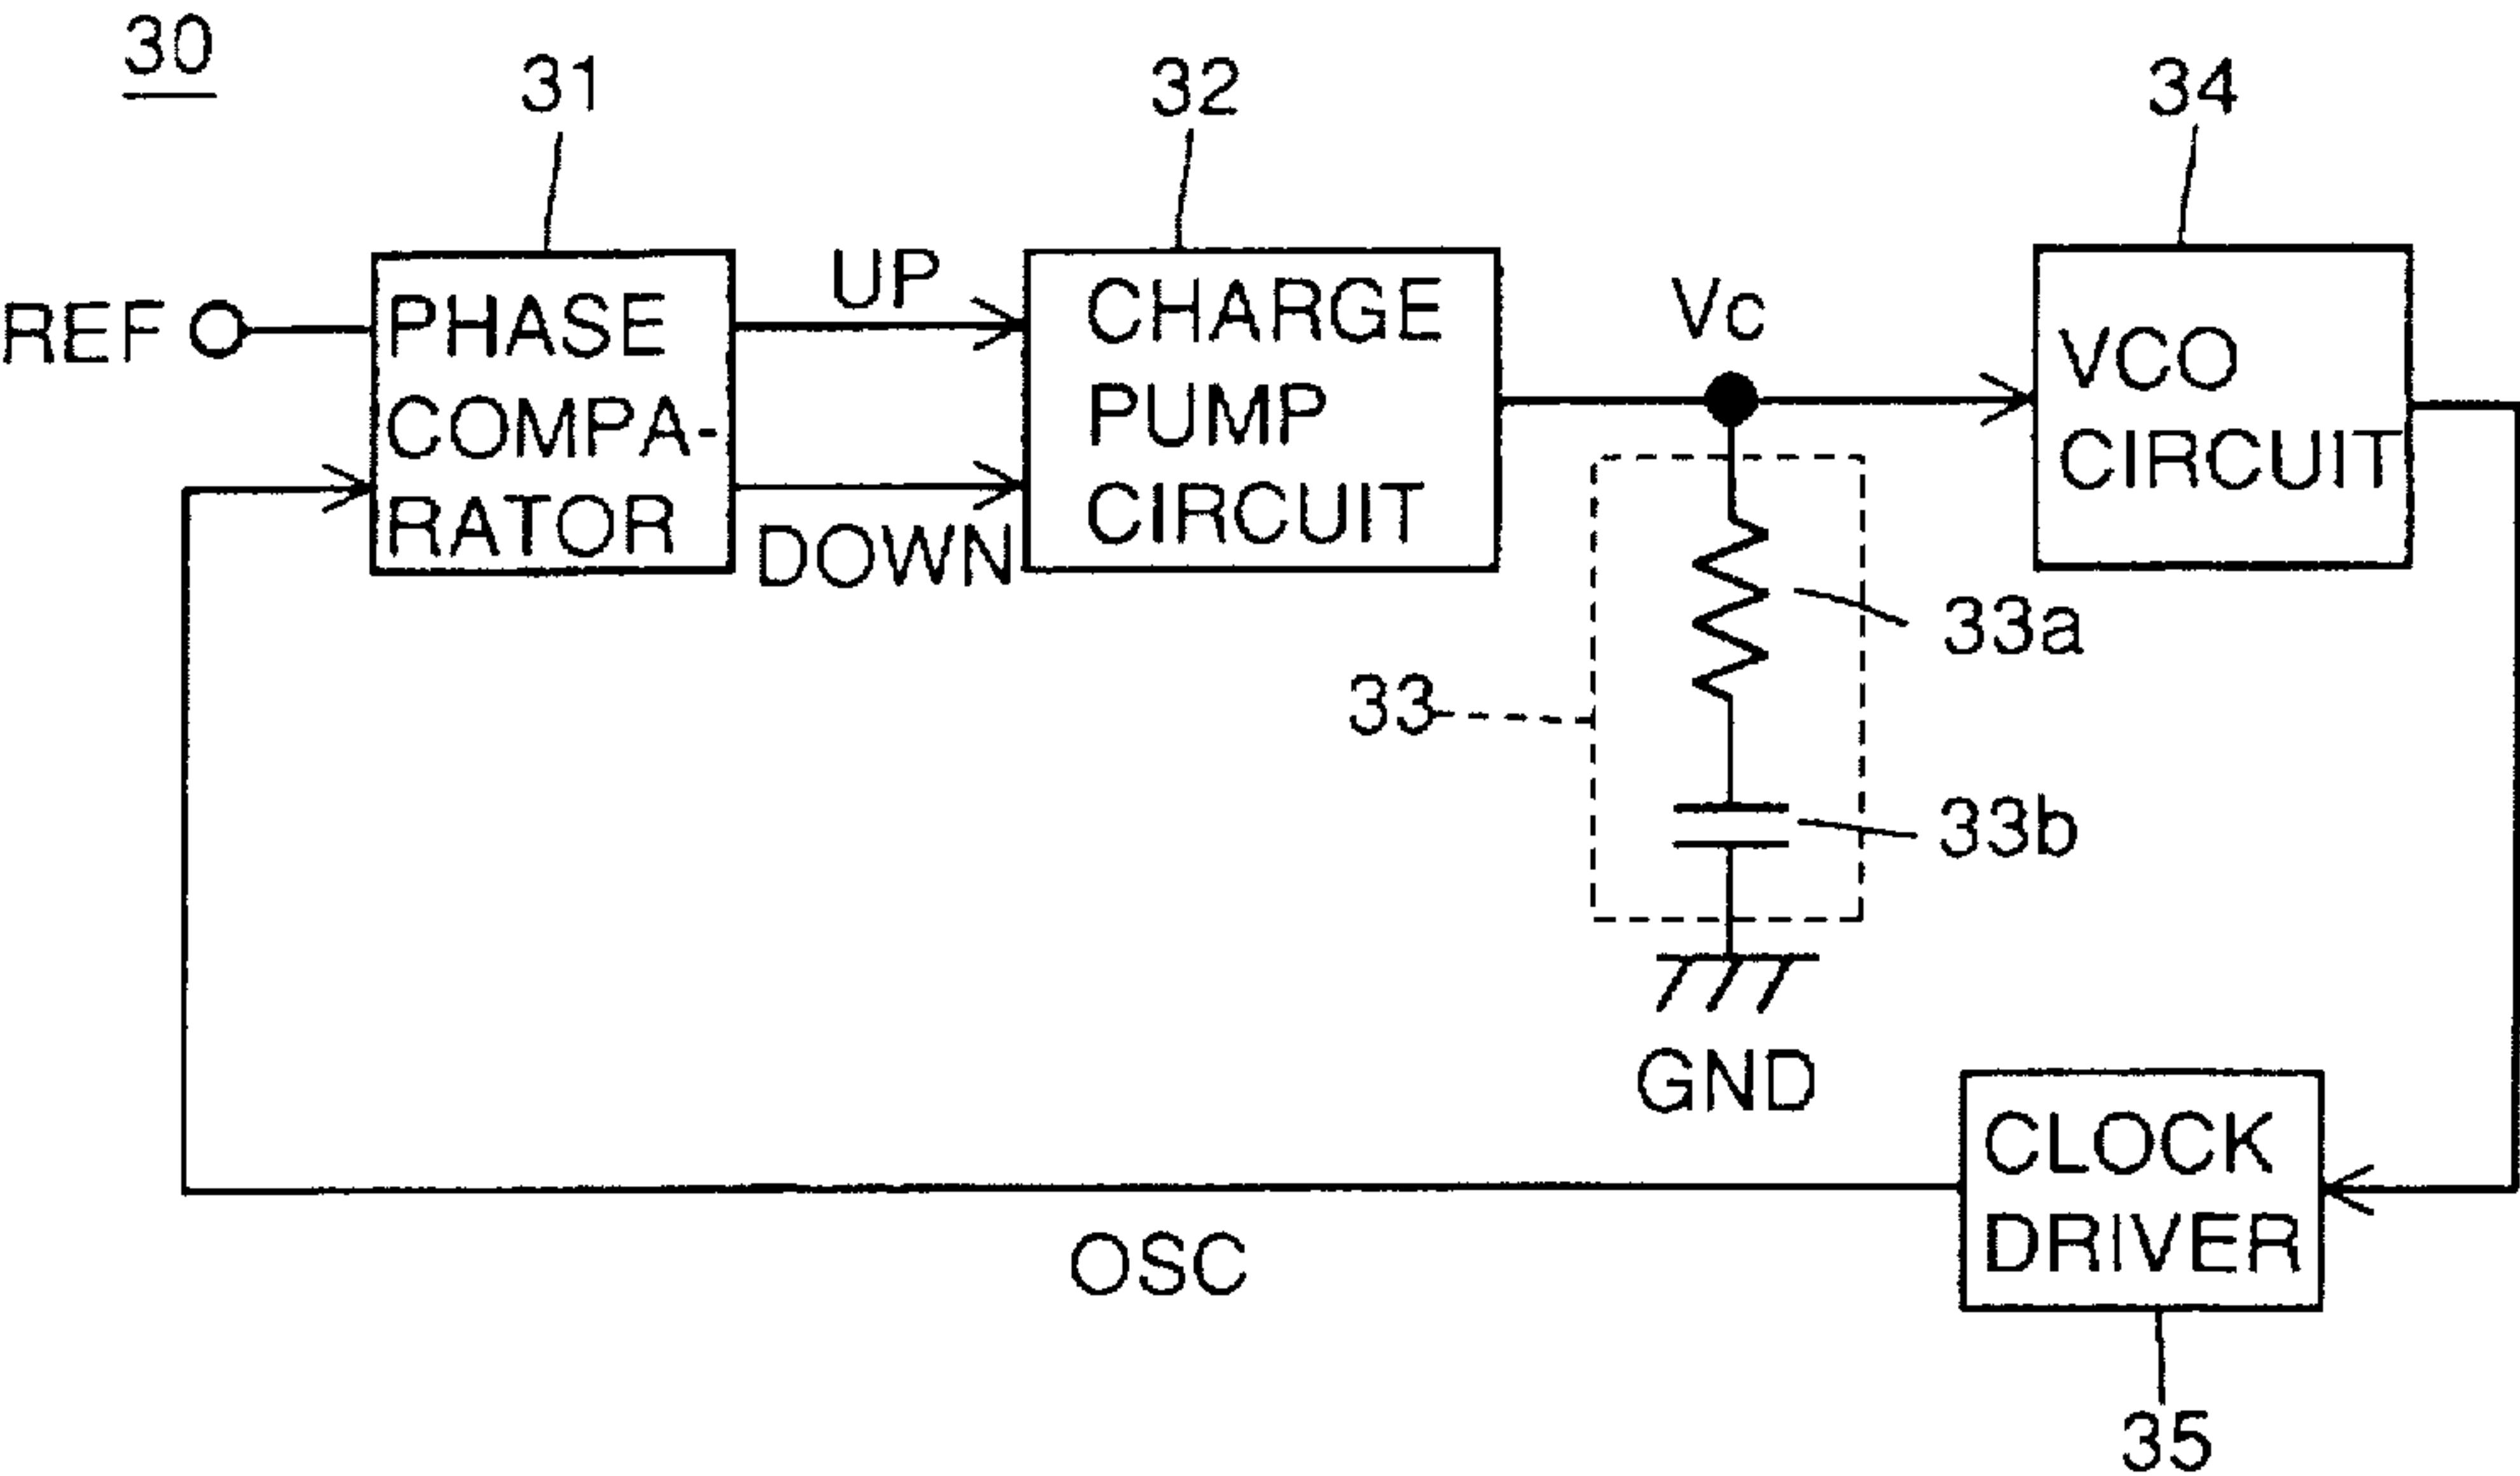 30
31
32
34
REF
PHASE
COMPA-
RATOR
UP
DOWN
CHARGE
PUMP
CIRCUIT
Vc
VCO
CIRCUIT
33a
33
33b
GND
CLOCK
DRIVER
OSC
35